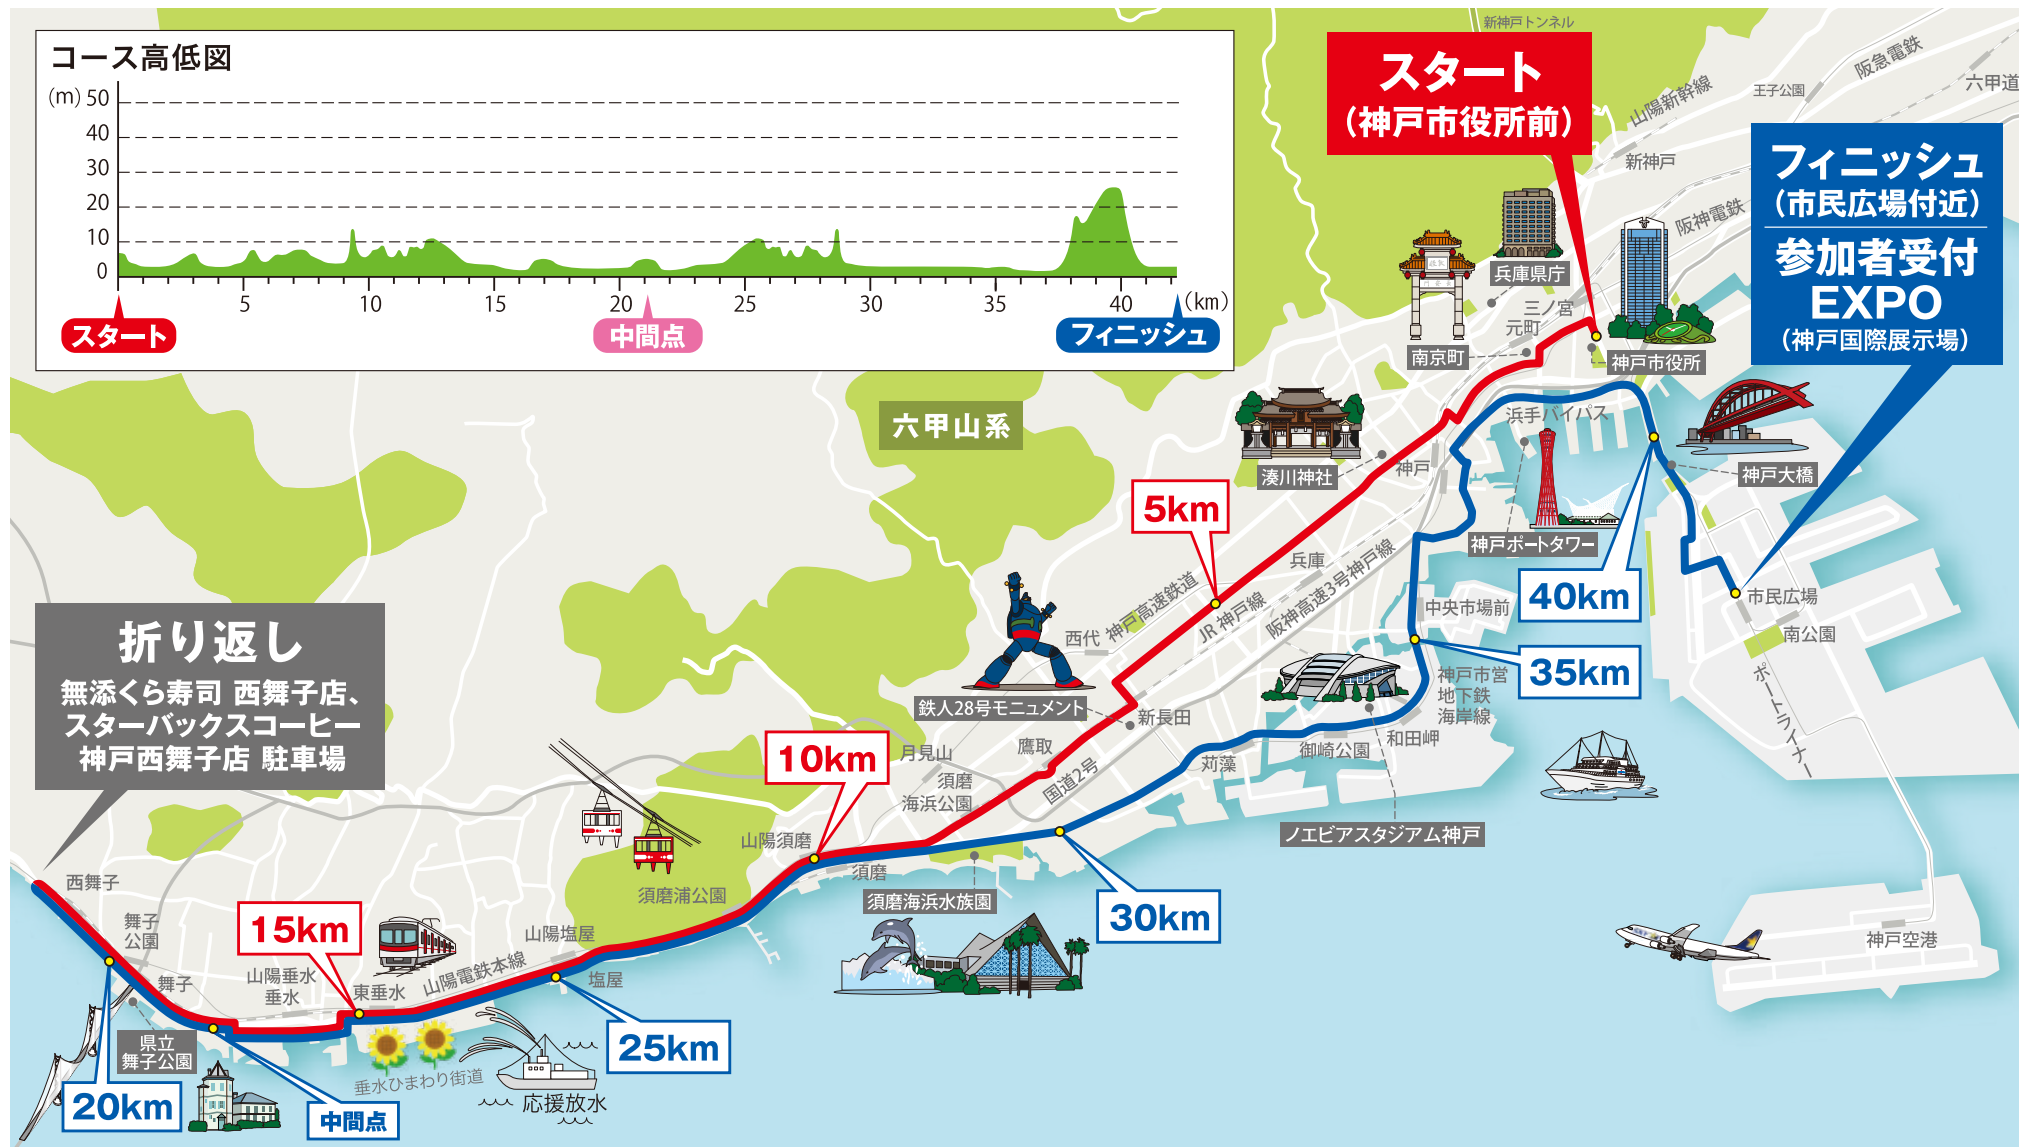 コース高低図
(m) 50
40
30
20
10
0
5
10
15
20
25
30
35
40
(km)
スタート
中間点
フィニッシュ
新神戸トンネル
スタート
(神戸市役所前)
阪急電鉄
六甲道
王子公園
山陽新幹線
新神戸
阪神電鉄
フィニッシュ
(市民広場付近)
参加者受付
EXPO
(神戸国際展示場)
兵庫県庁
三ノ宮
元町
南京町
神戸市役所
六甲山系
浜手バイパス
湊川神社
神戸
神戸大橋
5km
神戸ポートタワー
兵庫
神戸高速鉄道
JR 神戸線
阪神高速3号神戸線
40km
中央市場前
市民広場
南公園
西代
35km
神戸市営
地下鉄
海岸線
ポートライナー
折り返し
無添くら寿司 西舞子店、
スターバックスコーヒー
神戸西舞子店 駐車場
鉄人28号モニュメント
新長田
鷹取
月見山
須磨
海浜公園
国道2号
苅藻
御崎公園
和田岬
ノエビアスタジアム神戸
10km
山陽須磨
須磨
須磨浦公園
須磨海浜水族園
30km
神戸空港
西舞子
舞子
公園
舞子
15km
山陽垂水
垂水
東垂水
山陽電鉄本線
山陽塩屋
塩屋
25km
県立
舞子公園
20km
中間点
垂水ひまわり街道
応援放水